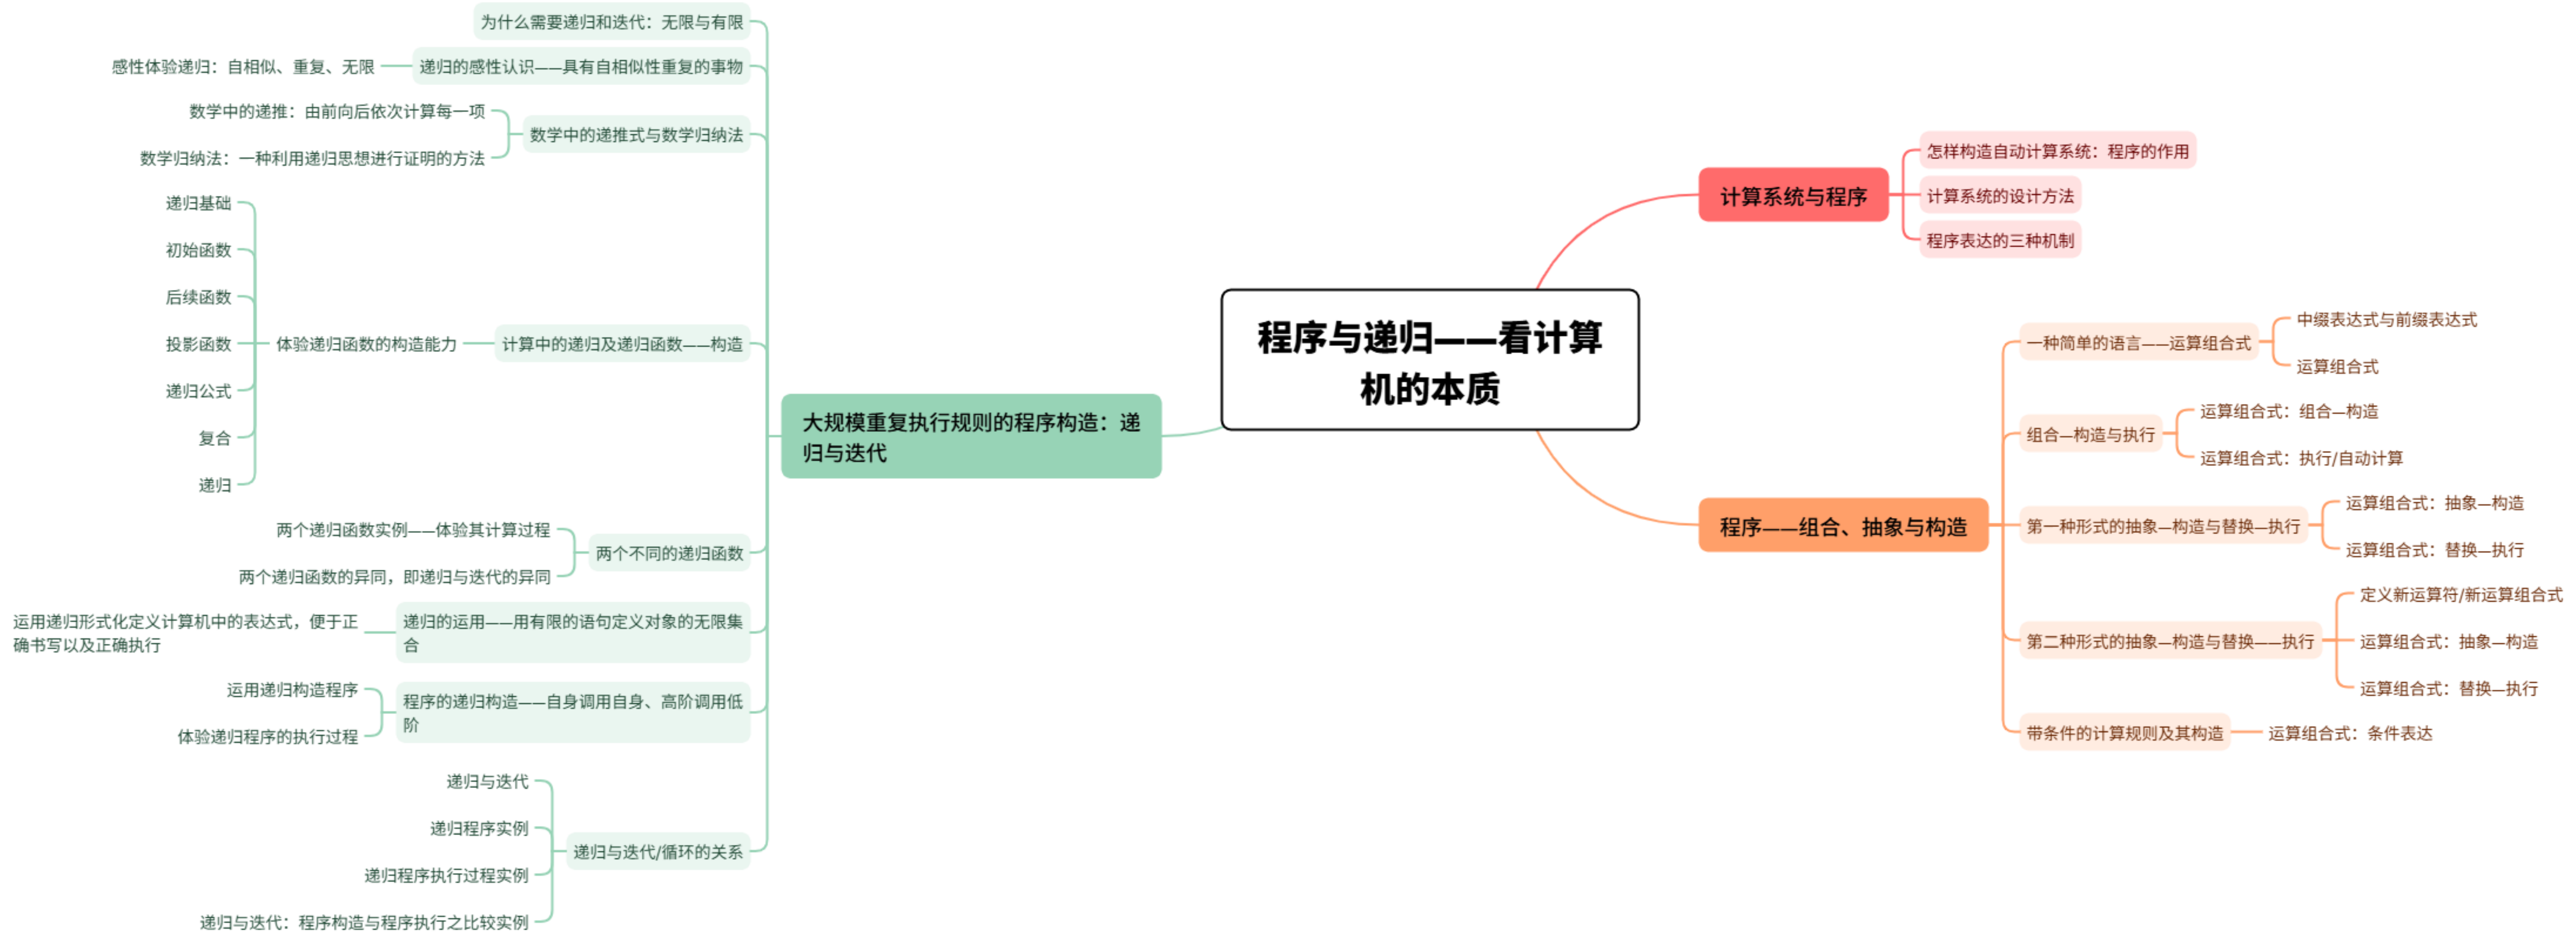 程序与递归——看计算
机的本质
计算系统与程序
怎样构造自动计算系统：程序的作用
计算系统的设计方法
程序表达的三种机制
程序——组合、抽象与构造
一种简单的语言——运算组合式
中缀表达式与前缀表达式
运算组合式
组合—构造与执行
运算组合式：组合—构造
运算组合式：执行/自动计算
第一种形式的抽象—构造与替换—执行
运算组合式：抽象—构造
运算组合式：替换—执行
第二种形式的抽象—构造与替换——执行
定义新运算符/新运算组合式
运算组合式：抽象—构造
运算组合式：替换—执行
带条件的计算规则及其构造
运算组合式：条件表达
大规模重复执行规则的程序构造：递
归与迭代
为什么需要递归和迭代：无限与有限
递归的感性认识——具有自相似性重复的事物
感性体验递归：自相似、重复、无限
数学中的递推式与数学归纳法
数学中的递推：由前向后依次计算每一项
数学归纳法：一种利用递归思想进行证明的方法
计算中的递归及递归函数——构造
体验递归函数的构造能力
递归基础
初始函数
后续函数
投影函数
递归公式
复合
递归
两个不同的递归函数
两个递归函数实例——体验其计算过程
两个递归函数的异同，即递归与迭代的异同
递归的运用——用有限的语句定义对象的无限集
合
运用递归形式化定义计算机中的表达式，便于正
确书写以及正确执行
程序的递归构造——自身调用自身、高阶调用低
阶
运用递归构造程序
体验递归程序的执行过程
递归与迭代/循环的关系
递归与迭代
递归程序实例
递归程序执行过程实例
递归与迭代：程序构造与程序执行之比较实例